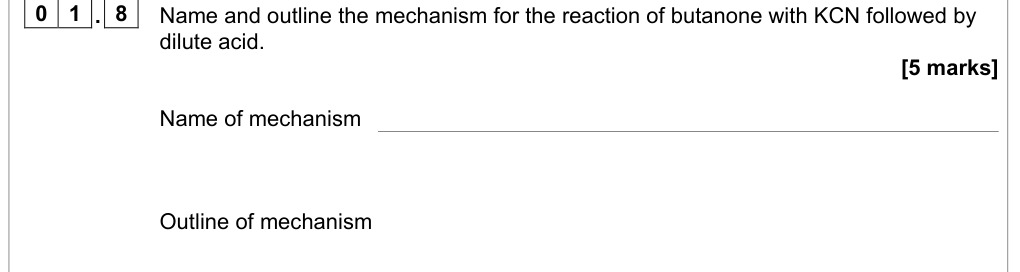 0 1 . 8 Name and outline the mechanism for the reaction of butanone with KCN followed by
dilute acid.
[5 marks]
Name of mechanism
Outline of mechanism